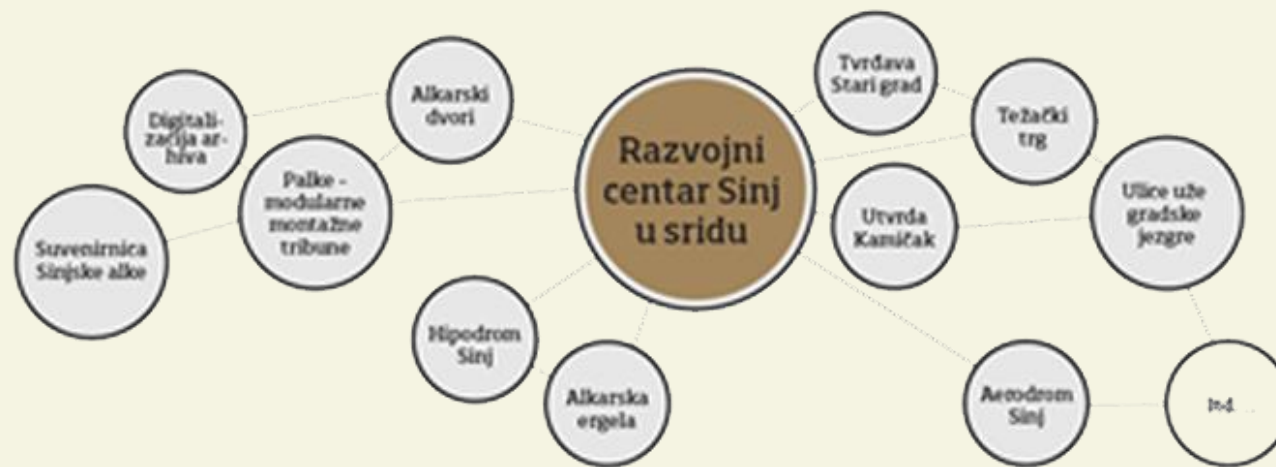 Digitali-
zacija ar-
hiva
Alkarski
dvori
Suvenirnica
Sinjske alke
Palke -
modularne
montažne
tribune
Razvojni
centar Sinj
u sridu
Hipodrom
Sinj
Alkarska
ergela
Tvrđava
Stari grad
Težački
trg
Utvrda
Kamičak
Ulice uže
gradske
jezgre
Aerodrom
Sinj